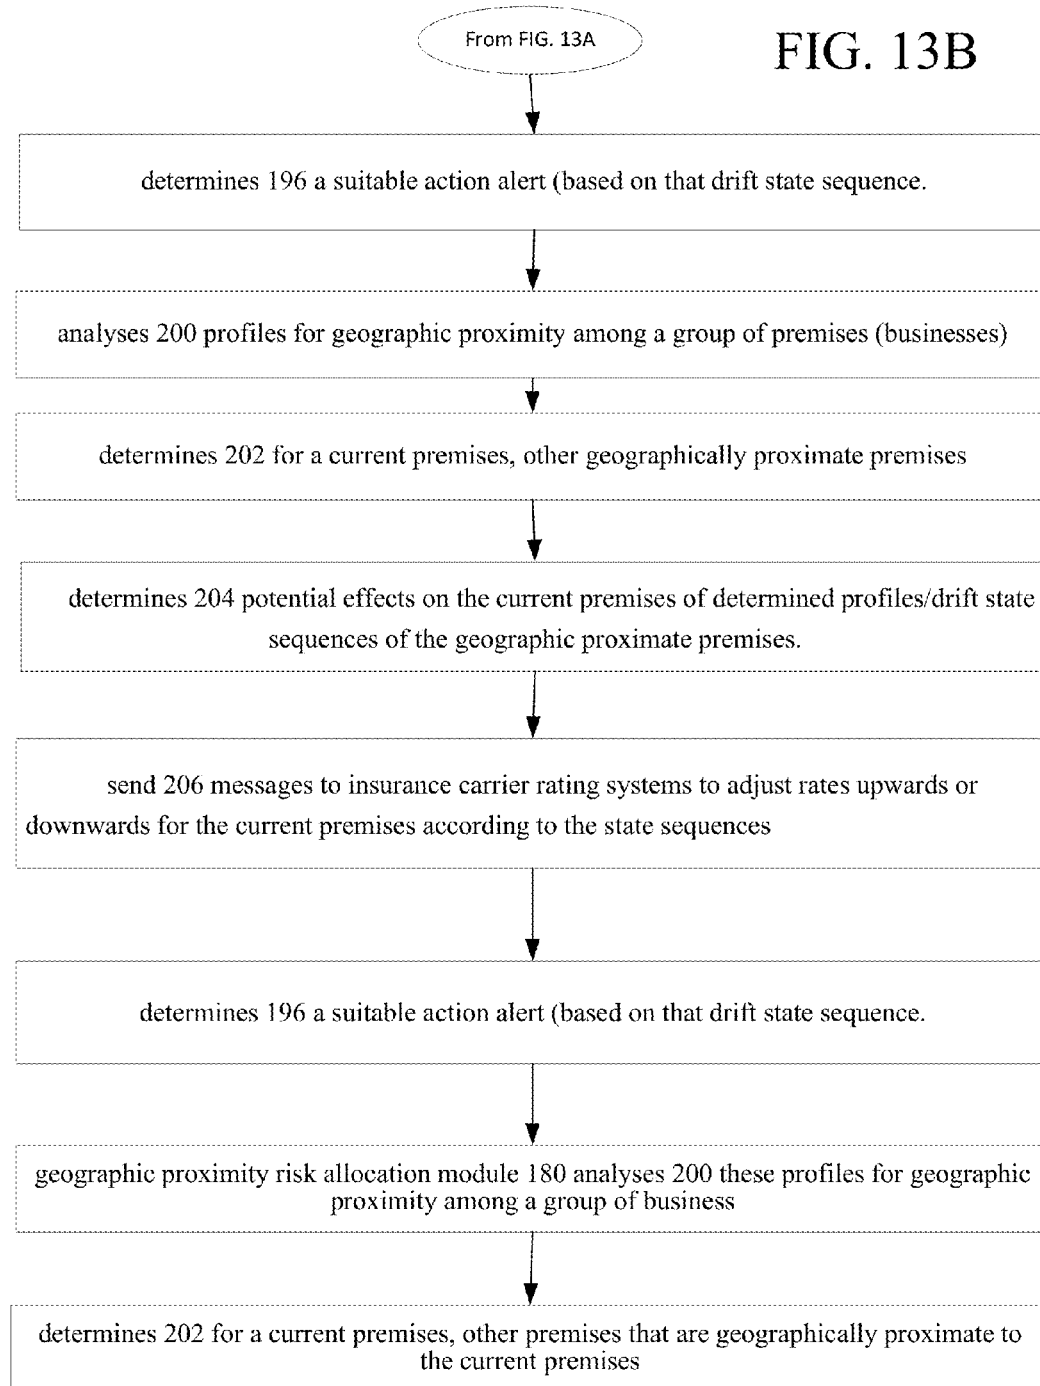 From FIG. 13A
FIG. 13B
determines 196 a suitable action alert (based on that drift state sequence.
analyses 200 profiles for geographic proximity among a group of premises (businesses)
determines 202 for a current premises, other geographically proximate premises
determines 204 potential effects on the current premises of determined profiles/drift state
sequences of the geographic proximate premises.
send 206 messages to insurance carrier rating systems to adjust rates upwards or
downwards for the current premises according to the state sequences
determines 196 a suitable action alert (based on that drift state sequence.
geographic proximity risk allocation module 180 analyses 200 these profiles for geographic
proximity among a group of business
determines 202 for a current premises, other premises that are geographically proximate to
the current premises